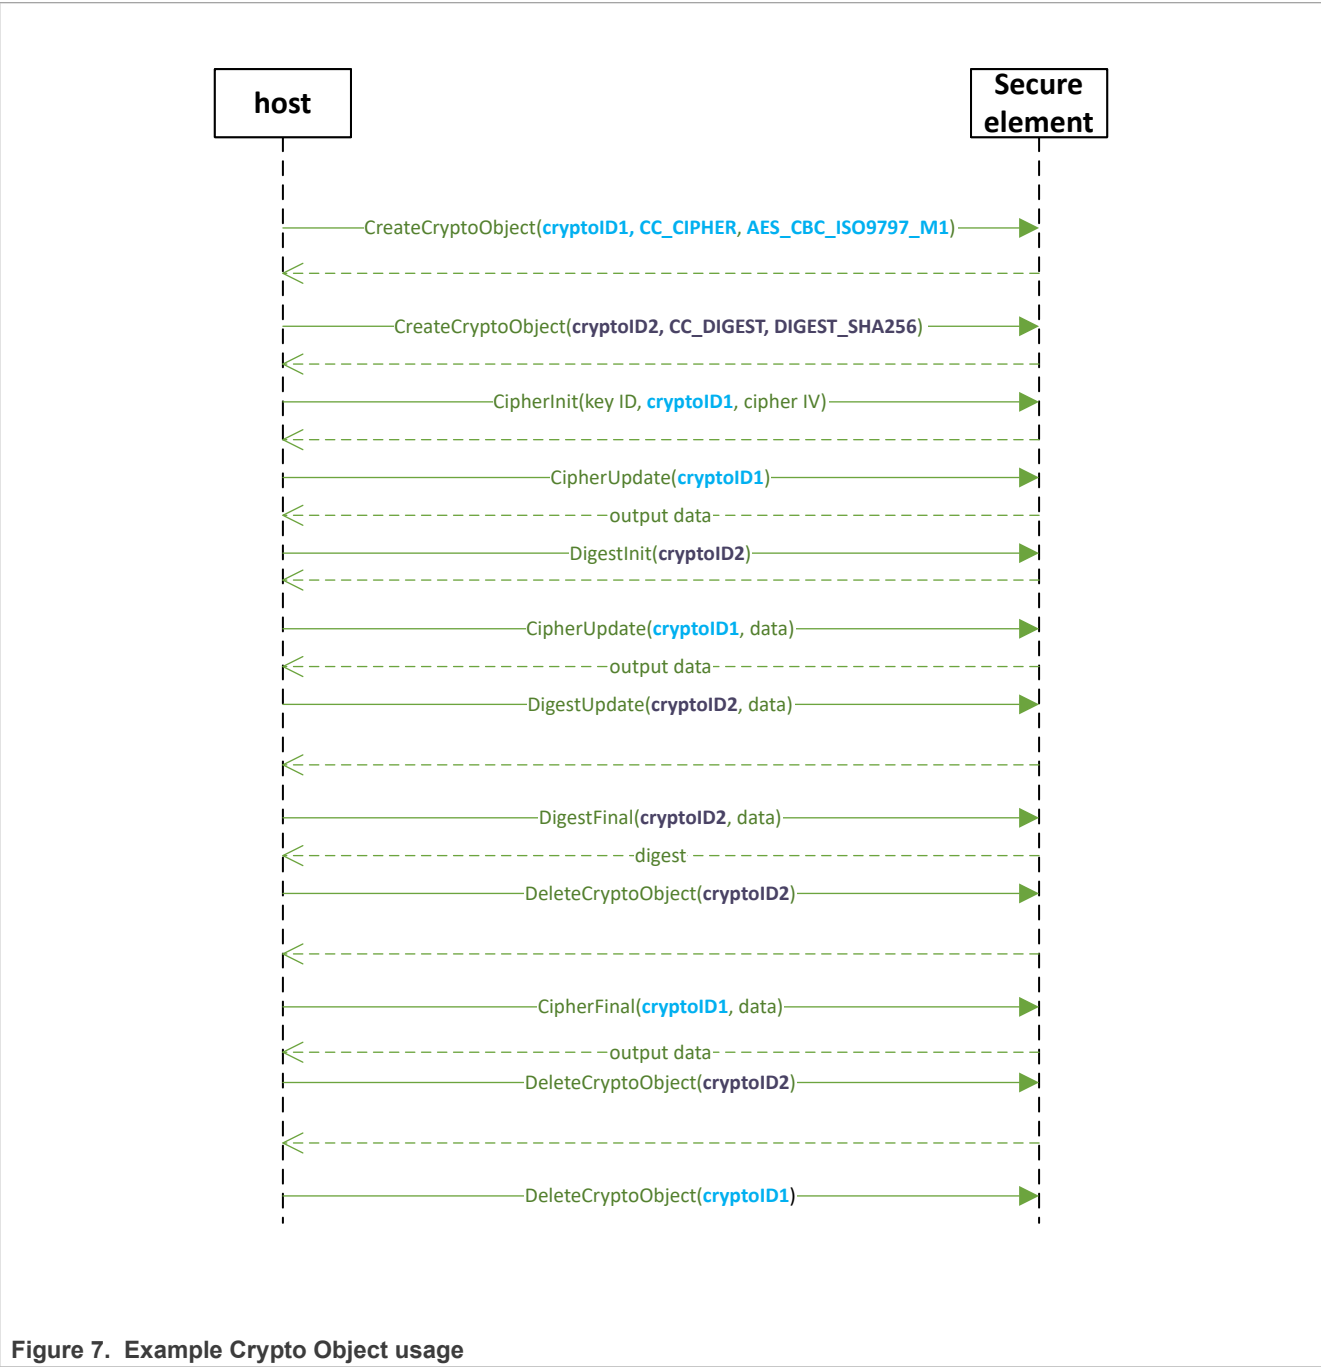 host
Secure
element
CreateCryptoObject(cryptoID1, CC_CIPHER, AES_CBC_ISO9797_M1)
CreateCryptoObject(cryptoID2, CC_DIGEST, DIGEST_SHA256)
CipherInit(key ID, cryptoID1, cipher IV)
CipherUpdate(cryptoID1)
output data
DigestInit(cryptoID2)
CipherUpdate(cryptoID1, data)
output data
DigestUpdate(cryptoID2, data)
DigestFinal(cryptoID2, data)
digest
DeleteCryptoObject(cryptoID2)
CipherFinal(cryptoID1, data)
output data
DeleteCryptoObject(cryptoID2)
DeleteCryptoObject(cryptoID1)
Figure 7. Example Crypto Object usage